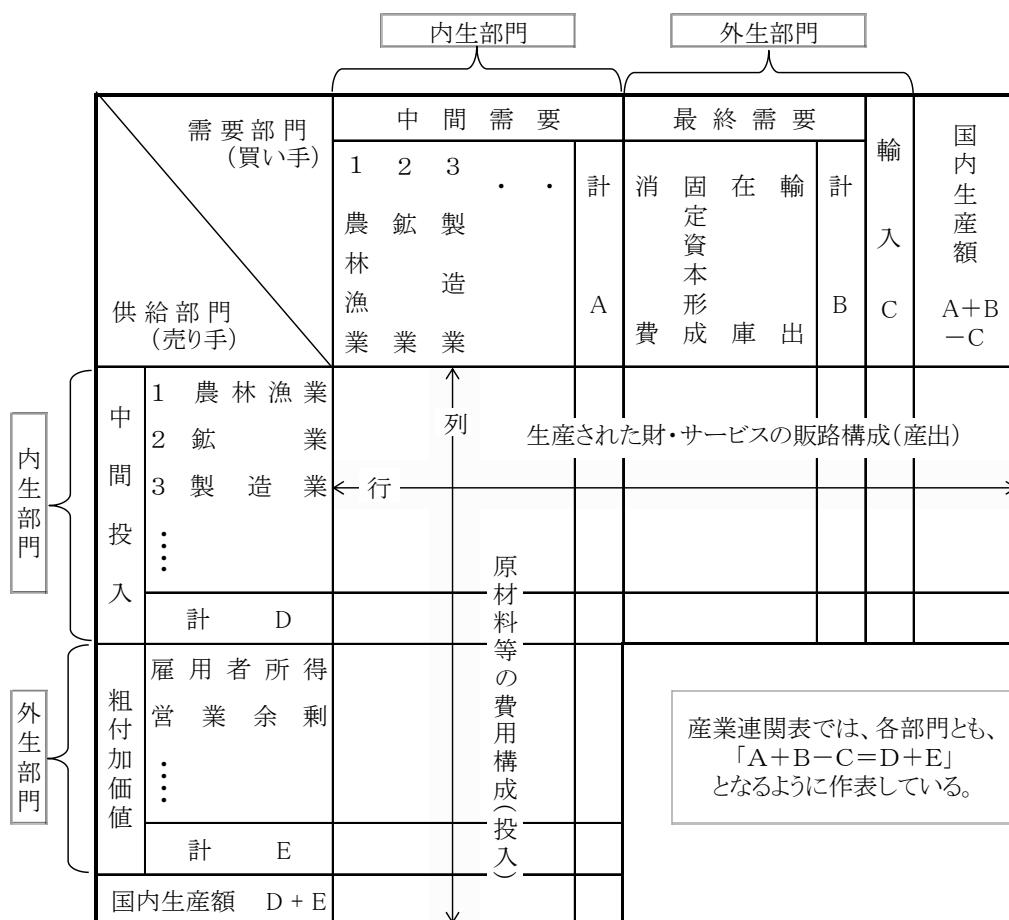 内生部門
外生部門
需要部門
(買い手)
供給部門
(売り手)
中間需要
1 農林漁業
2 鉱業
3 製造業
・
・
計 A
最終需要
消費
固定資本形成
在庫
輸出
計 B
輸入 C
国内生産額
A+B
-C
内生部門
中間投入
1 農林漁業
2 鉱業
3 製造業
⋮
計 D
列
行
生産された財・サービスの販路構成(産出)
原材料等の費用構成(投入)
外生部門
粗付加価値
雇用者所得
営業余剰
⋮
計 E
国内生産額 D+E
産業連関表では、各部門とも、
「A+B-C=D+E」
となるように作表している。